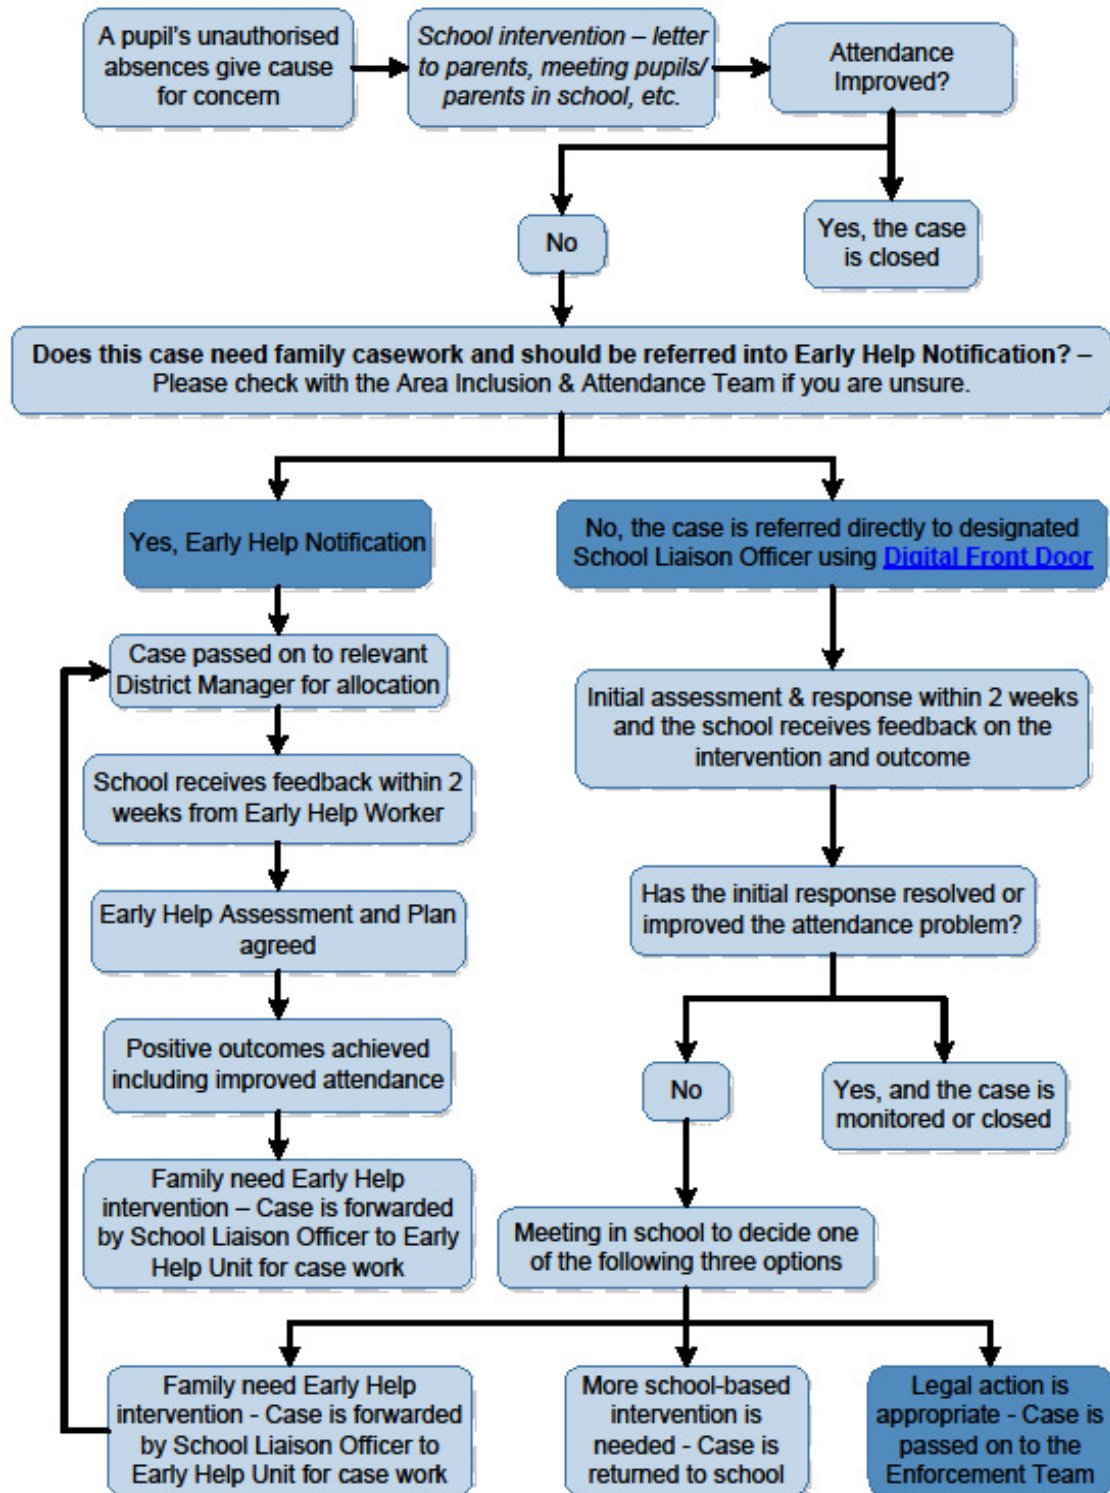 A pupil's unauthorised
absences give cause
for concern
School intervention – letter
to parents, meeting pupils/
parents in school, etc.
Attendance
Improved?
No
Yes, the case
is closed
Does this case need family casework and should be referred into Early Help Notification? –
Please check with the Area Inclusion & Attendance Team if you are unsure.
Yes, Early Help Notification
No, the case is referred directly to designated
School Liaison Officer using Digital Front Door
Case passed on to relevant
District Manager for allocation
Initial assessment & response within 2 weeks
and the school receives feedback on the
intervention and outcome
School receives feedback within 2
weeks from Early Help Worker
Has the initial response resolved or
improved the attendance problem?
Early Help Assessment and Plan
agreed
Positive outcomes achieved
including improved attendance
No
Yes, and the case is
monitored or closed
Family need Early Help
intervention – Case is forwarded
by School Liaison Officer to Early
Help Unit for case work
Meeting in school to decide one
of the following three options
Family need Early Help
intervention - Case is forwarded
by School Liaison Officer to
Early Help Unit for case work
More school-based
intervention is
needed - Case is
returned to school
Legal action is
appropriate - Case is
passed on to the
Enforcement Team